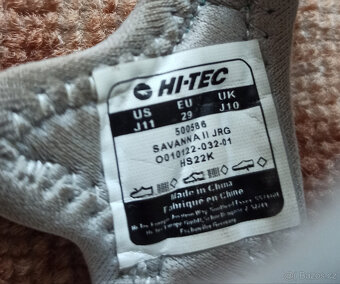 HI-TEC
US EU UK
J11 29 J10
500586
SAVANNA II JRG
O010122-032-01
HS22K
Made in China
Fabriqué en Chine